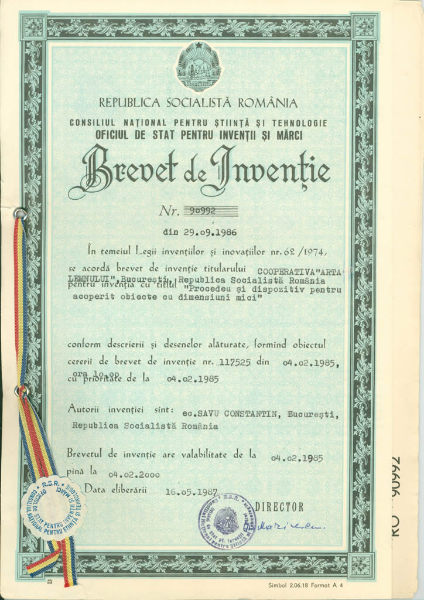 REPUBLICA SOCIALISTĂ ROMÂNIA
CONSILIUL NAȚIONAL PENTRU ȘTIINȚĂ ȘI TEHNOLOGIE
OFICIUL DE STAT PENTRU INVENȚII ȘI MĂRCI
Brevet de Invenție
Nr. 90992
din 29.09.1986
În temeiul Legii invențiilor și inovațiilor nr. 62/1974,
se acordă brevet de invenție titularului COOPERATIVA"ARTA
LEMNULUI", București, Republica Socialistă România
pentru invenția cu titlul "Procedeu și dispozitiv pentru
acoperit obiecte cu dimensiuni mici"
conform descrierii și desenelor alăturate, formînd obiectul
cererii de brevet de invenție nr. 117525 din 04.02.1985,
ora 10.00
cu prioritate de la 04.02.1985
Autorii invenției sînt: ec.SAVU CONSTANTIN, București,
Republica Socialistă România
Brevetul de invenție are valabilitate de la 04.02.1985
pînă la 04.02.2000
Data eliberării 16.05.1987
DIRECTOR
R.S.R.
RO 90992
Simbol 2.06.18 Format A 4